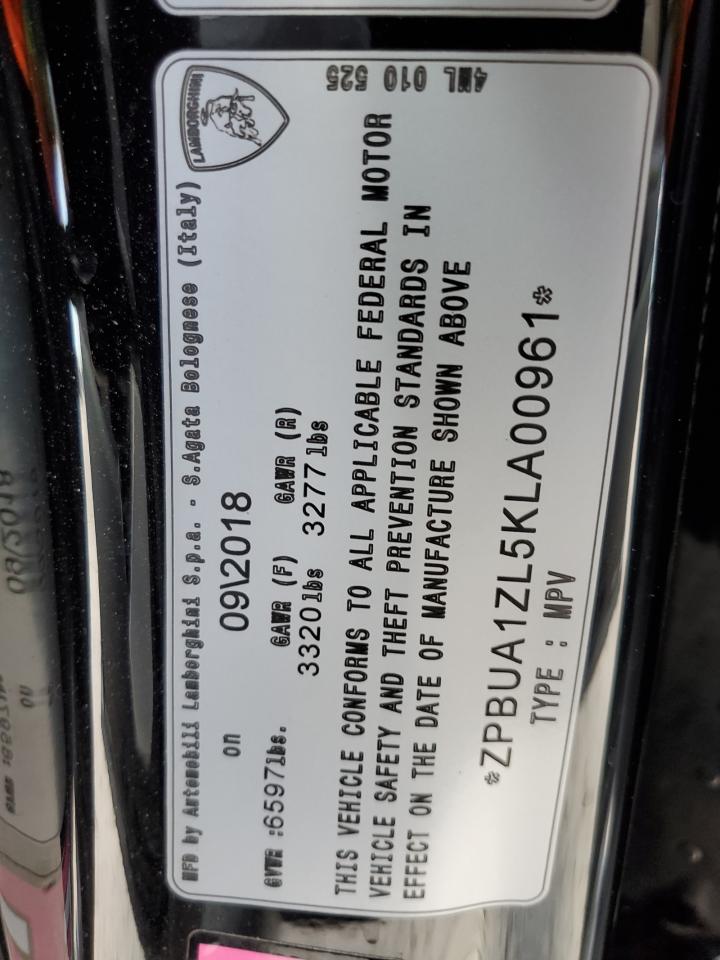 LAMBORGHINI
MFD by Automobili Lamborghini S.p.a. - S.Agata Bolognese (Italy)
on 09\2018
GVWR :6597lbs. GAWR (F) GAWR (R)
3320lbs 3277lbs
THIS VEHICLE CONFORMS TO ALL APPLICABLE FEDERAL MOTOR
VEHICLE SAFETY AND THEFT PREVENTION STANDARDS IN
EFFECT ON THE DATE OF MANUFACTURE SHOWN ABOVE
*ZPBUA1ZL5KLA00961*
TYPE : MPV
4ML 010 525